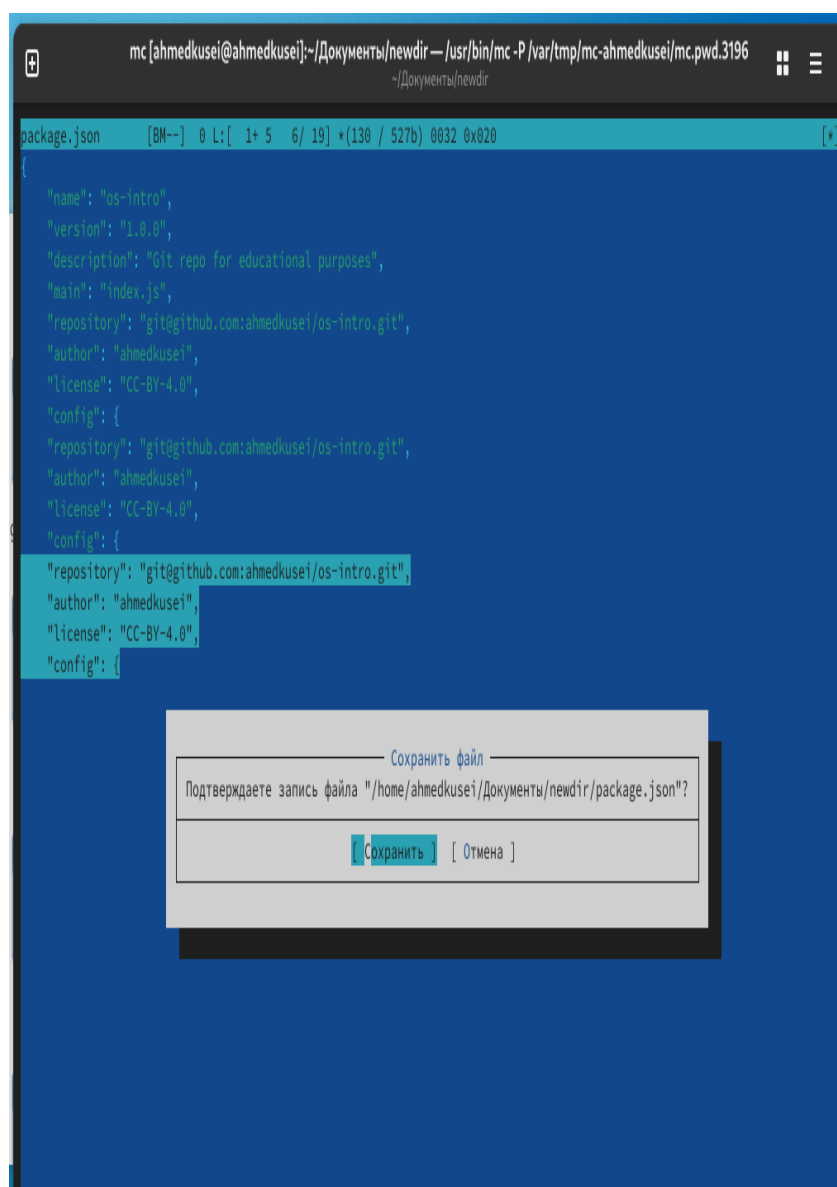 mc [ahmedkusei@ahmedkusei]:~/Документы/newdir — /usr/bin/mc -P /var/tmp/mc-ahmedkusei/mc.pwd.3196
~/Документы/newdir
package.json [BM--] 0 L:[ 1+ 5 6/ 19] *(130 / 527b) 0032 0x020 [*]
{
"name": "os-intro",
"version": "1.0.0",
"description": "Git repo for educational purposes",
"main": "index.js",
"repository": "git@github.com:ahmedkusei/os-intro.git",
"author": "ahmedkusei",
"license": "CC-BY-4.0",
"config": {
"repository": "git@github.com:ahmedkusei/os-intro.git",
"author": "ahmedkusei",
"license": "CC-BY-4.0",
"config": {
"repository": "git@github.com:ahmedkusei/os-intro.git",
"author": "ahmedkusei",
"license": "CC-BY-4.0",
"config": {
Сохранить файл
Подтверждаете запись файла "/home/ahmedkusei/Документы/newdir/package.json"?
[ Сохранить ] [ Отмена ]